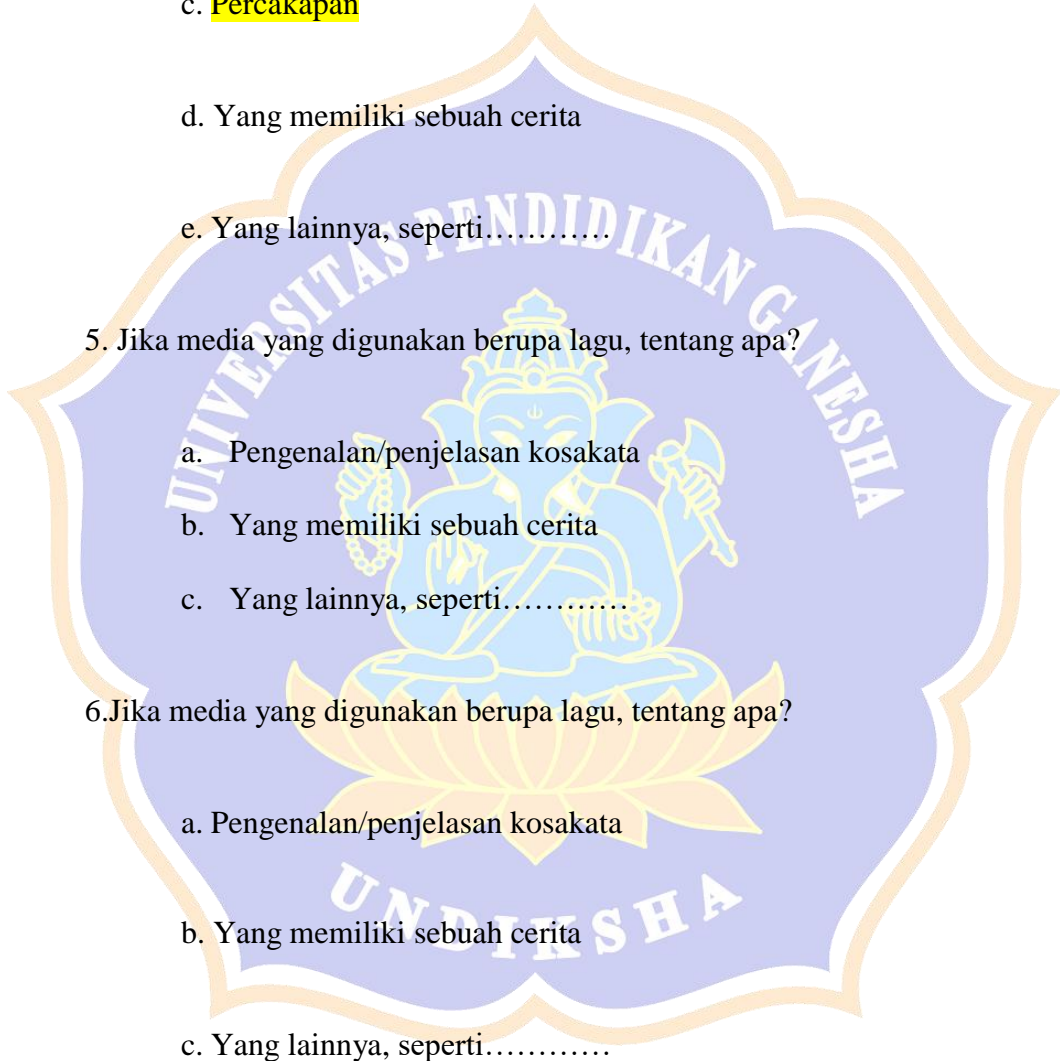 c. Percakapan
d. Yang memiliki sebuah cerita
e. Yang lainnya, seperti…………
UNIVERSITAS PENDIDIKAN GANESHA
5. Jika media yang digunakan berupa lagu, tentang apa?
a. Pengenalan/penjelasan kosakata
b. Yang memiliki sebuah cerita
c. Yang lainnya, seperti…………
6.Jika media yang digunakan berupa lagu, tentang apa?
a. Pengenalan/penjelasan kosakata
UNDIKSHA
b. Yang memiliki sebuah cerita
c. Yang lainnya, seperti…………